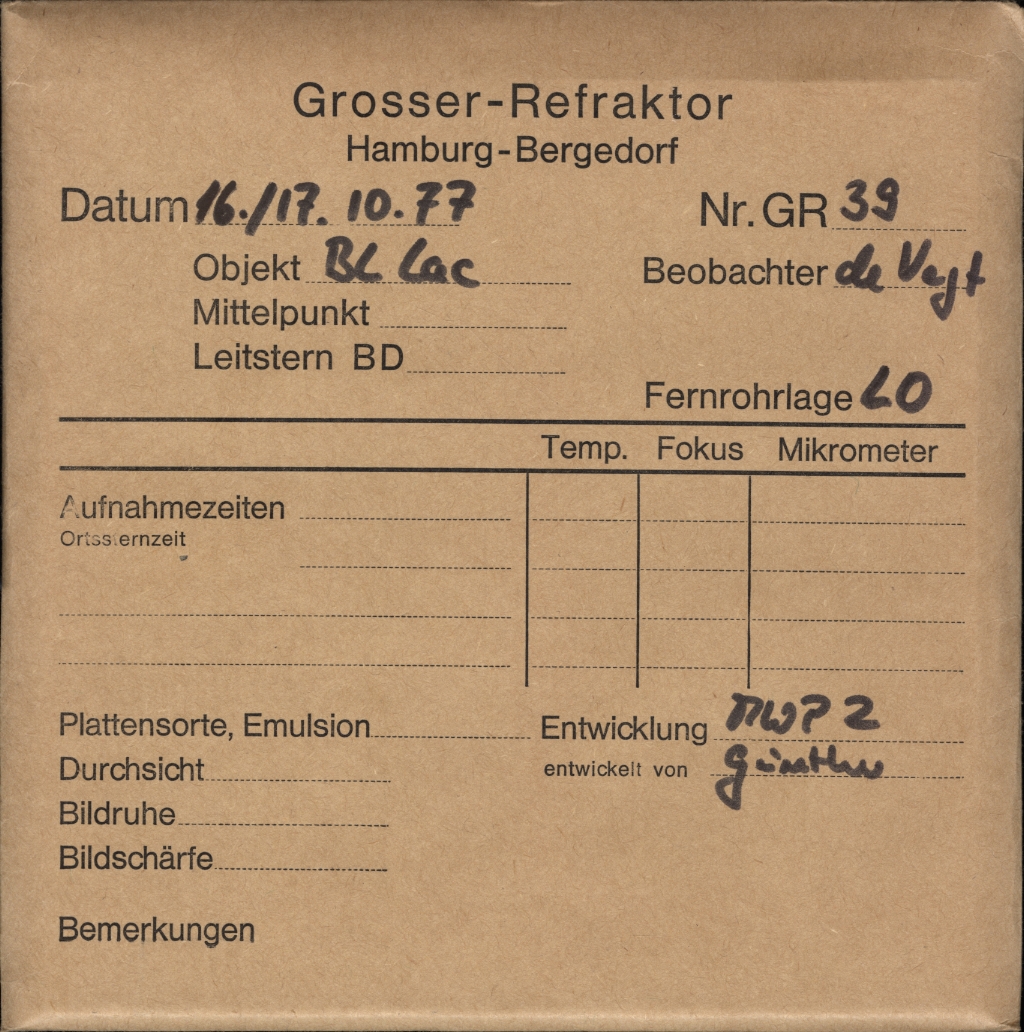 Grosser-Refraktor
Hamburg-Bergedorf
Datum 16./17. 10.77 Nr. GR 39
Objekt BL Lac Beobachter de Vegt
Mittelpunkt
Leitstern BD
Fernrohrlage LO
Temp. Fokus Mikrometer
Aufnahmezeiten
Ortssternzeit
Plattensorte, Emulsion Entwicklung MWP 2
Durchsicht entwickelt von Günther
Bildruhe
Bildschärfe
Bemerkungen